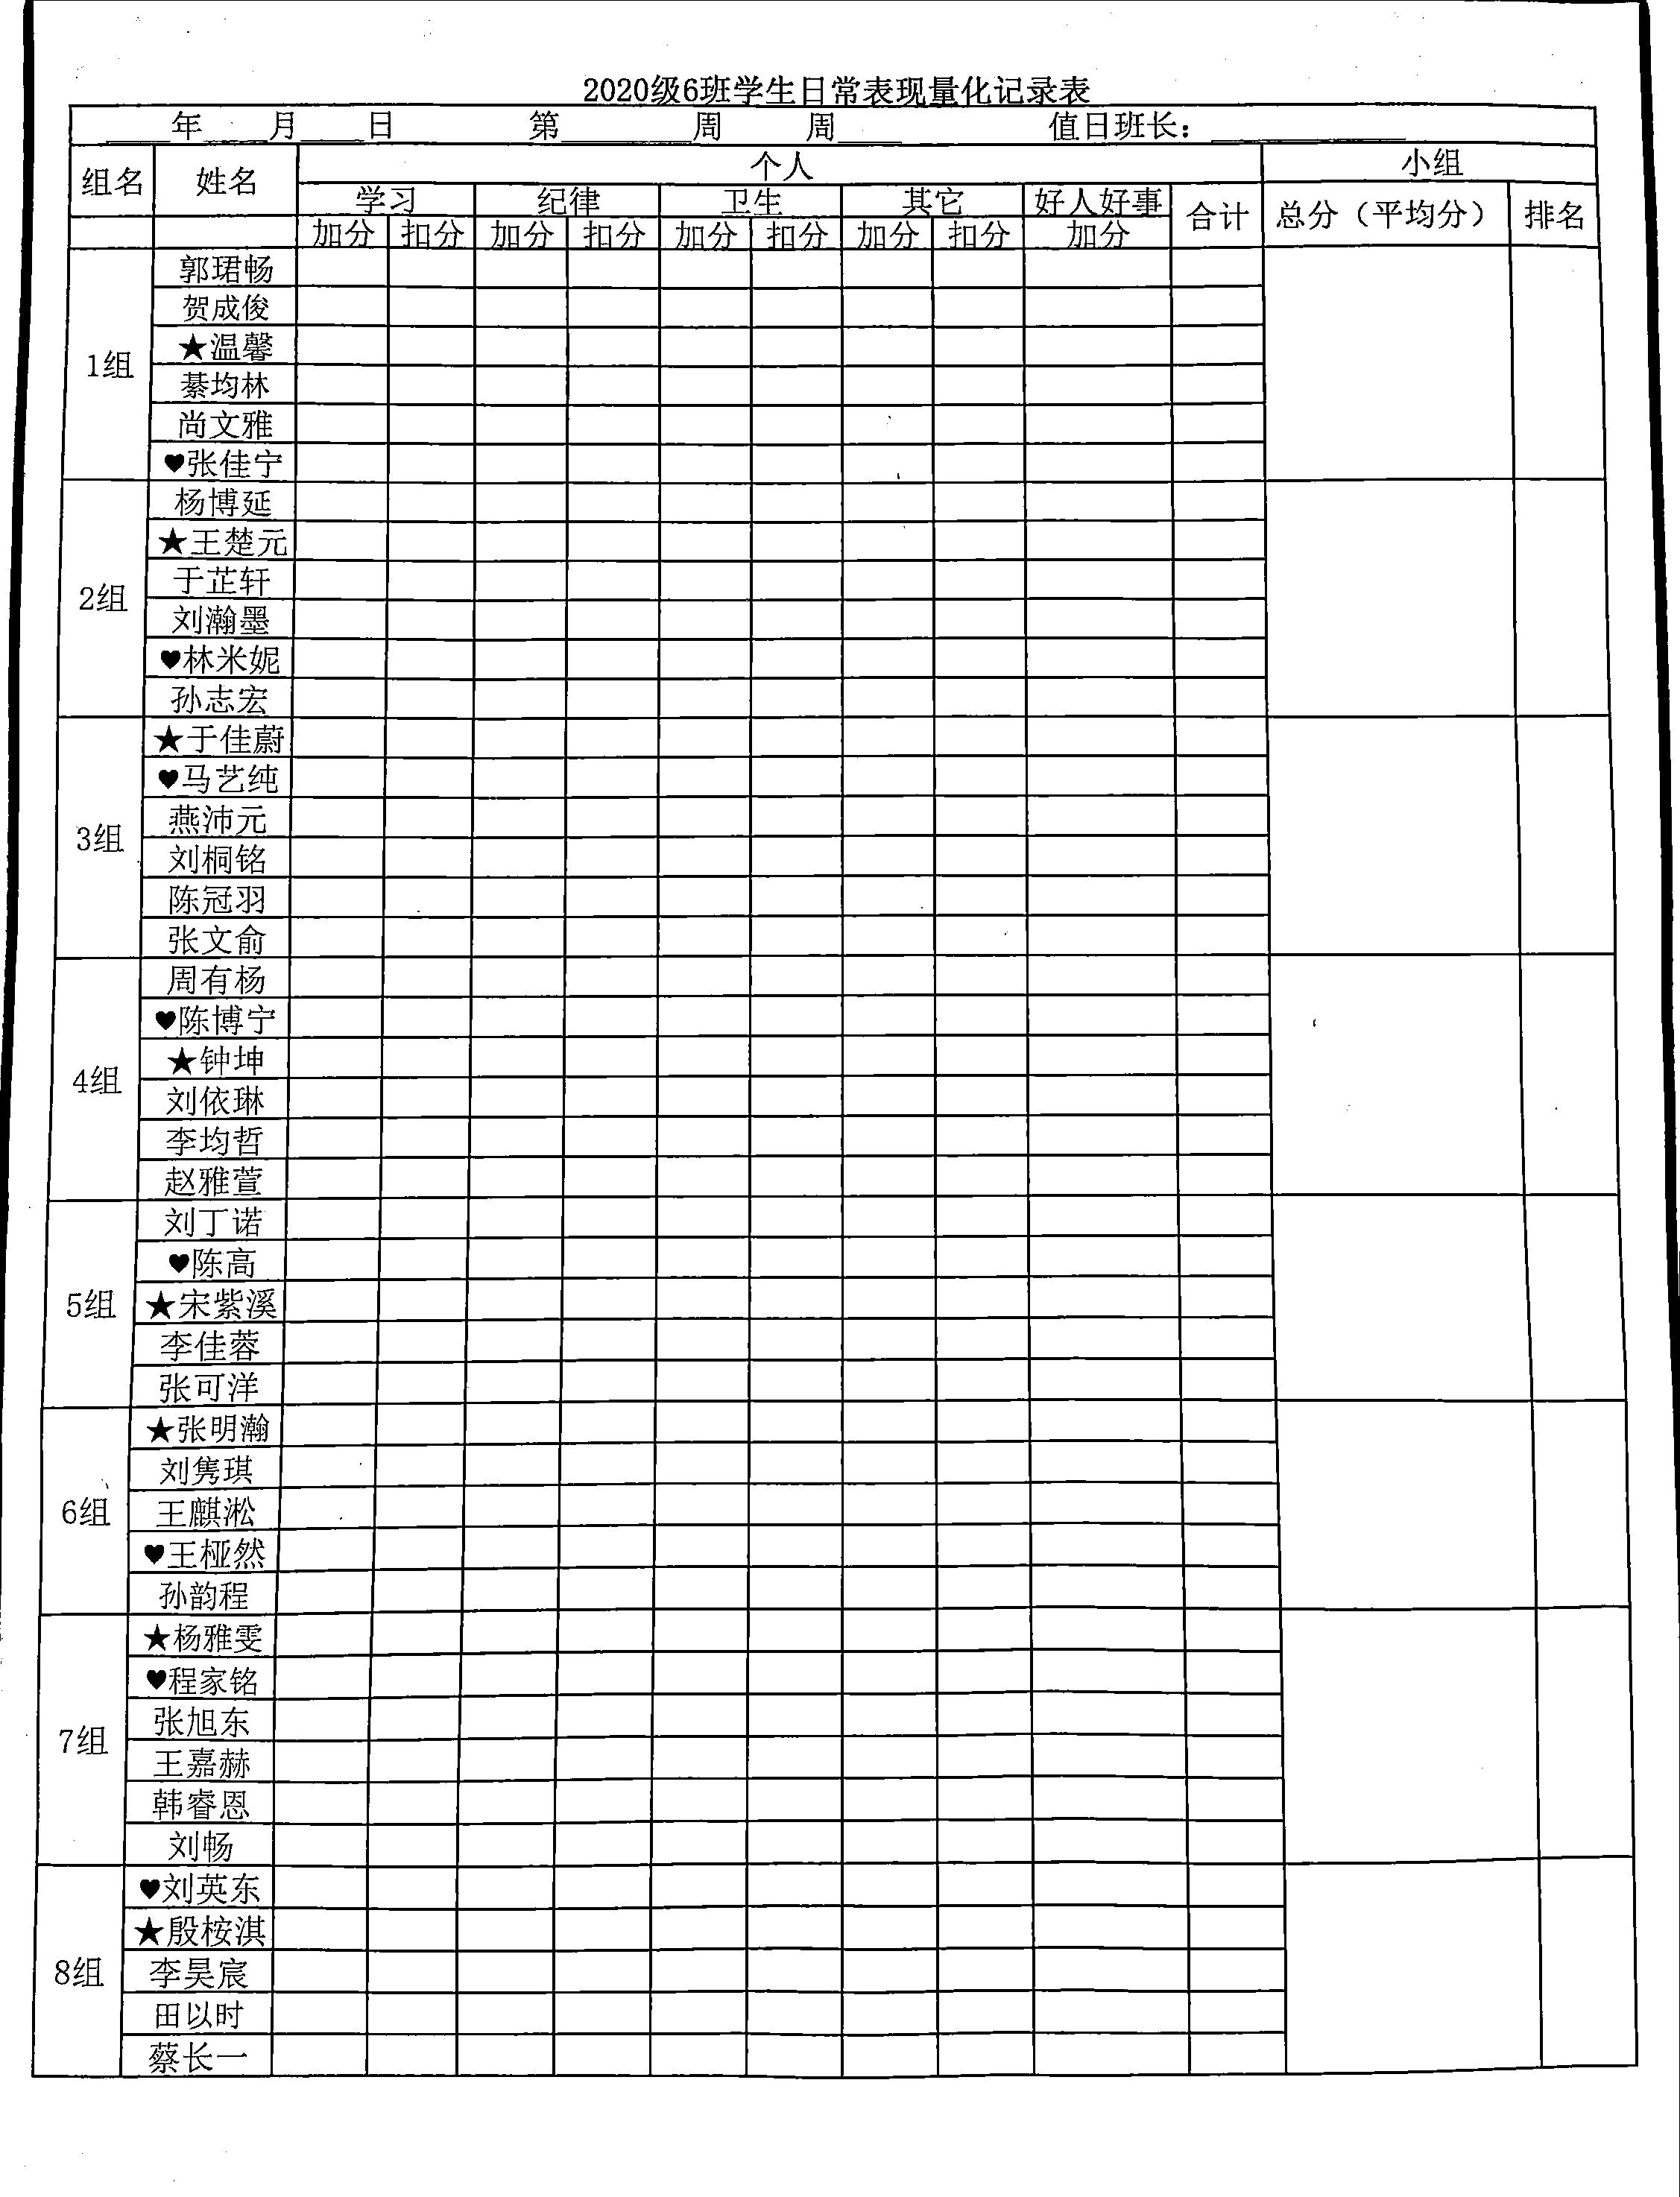 2020级6班学生日常表现量化记录表
____年____月____日 第________周 周____ 值日班长：____________
组名 姓名 个人 小组
学习 纪律 卫生 其它 好人好事 合计 总分（平均分） 排名
加分 扣分 加分 扣分 加分 扣分 加分 扣分 加分
1组
郭珺畅
贺成俊
★温馨
綦均林
尚文雅
♥张佳宁
2组
杨博延
★王楚元
于芷轩
刘瀚墨
♥林米妮
孙志宏
3组
★于佳蔚
♥马艺纯
燕沛元
刘桐铭
陈冠羽
张文俞
4组
周有杨
♥陈博宁
★钟坤
刘依琳
李均哲
赵雅萱
5组
刘丁诺
♥陈高
★宋紫溪
李佳蓉
张可洋
6组
★张明瀚
刘隽琪
王麒淞
♥王桠然
孙韵程
7组
★杨雅雯
♥程家铭
张旭东
王嘉赫
韩睿恩
刘畅
8组
♥刘英东
★殷桉淇
李昊宸
田以时
蔡长一